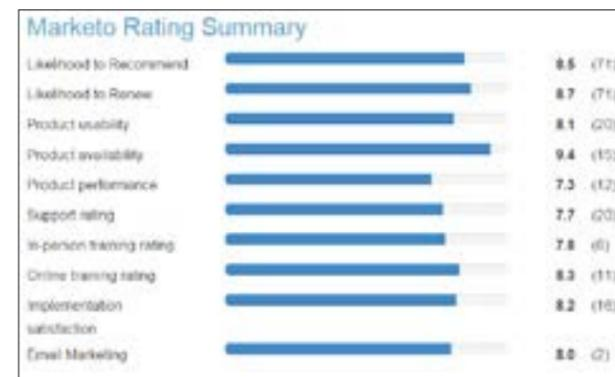 Marketo Rating Summary
Likelihood to Recommend 8.5 (71)
Likelihood to Renew 8.7 (71)
Product usability 8.1 (20)
Product availability 9.4 (15)
Product performance 7.3 (12)
Support rating 7.7 (20)
In-person training rating 7.8 (6)
Online training rating 8.3 (11)
Implementation 8.2 (16)
satisfaction
Email Marketing 8.0 (2)